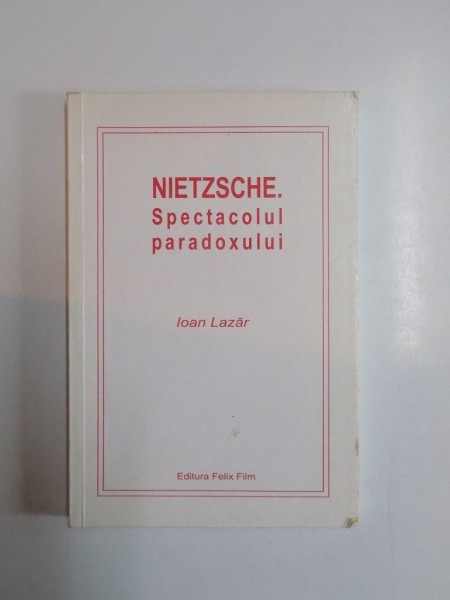 NIETZSCHE.
Spectacolul
paradoxului
Ioan Lazăr
Editura Felix Film